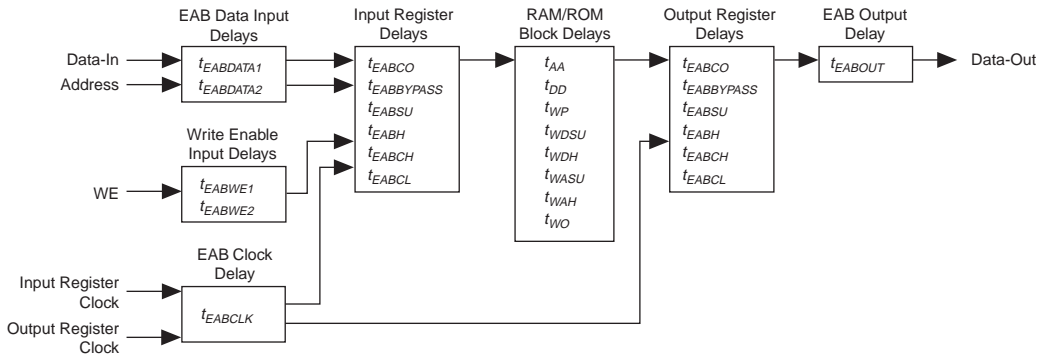 EAB Data Input
Delays
Data-In
Address
tEABDATA1
tEABDATA2
Write Enable
Input Delays
WE
tEABWE1
tEABWE2
EAB Clock
Delay
Input Register
Clock
Output Register
Clock
tEABCLK
Input Register
Delays
tEABCO
tEABBYPASS
tEABSU
tEABH
tEABCH
tEABCL
RAM/ROM
Block Delays
tAA
tDD
tWP
tWDSU
tWDH
tWASU
tWAH
tWO
Output Register
Delays
tEABCO
tEABBYPASS
tEABSU
tEABH
tEABCH
tEABCL
EAB Output
Delay
tEABOUT
Data-Out